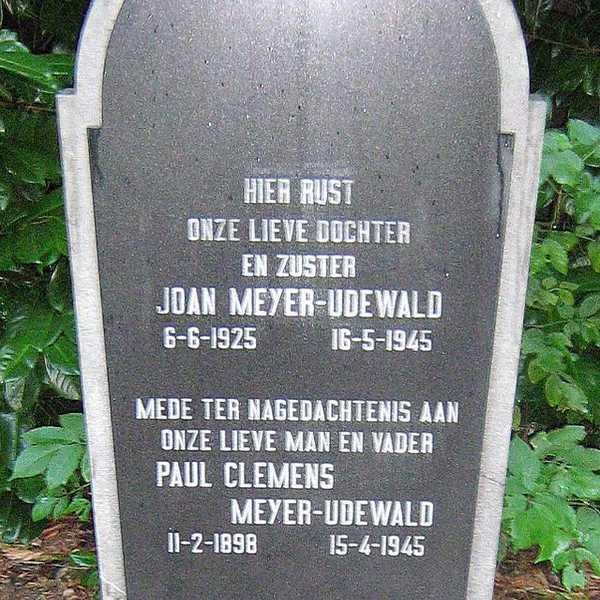 HIER RUST
ONZE LIEVE DOCHTER
EN ZUSTER
JOAN MEYER-UDEWALD
6-6-1925 16-5-1945
MEDE TER NAGEDACHTENIS AAN
ONZE LIEVE MAN EN VADER
PAUL CLEMENS
MEYER-UDEWALD
11-2-1898 15-4-1945